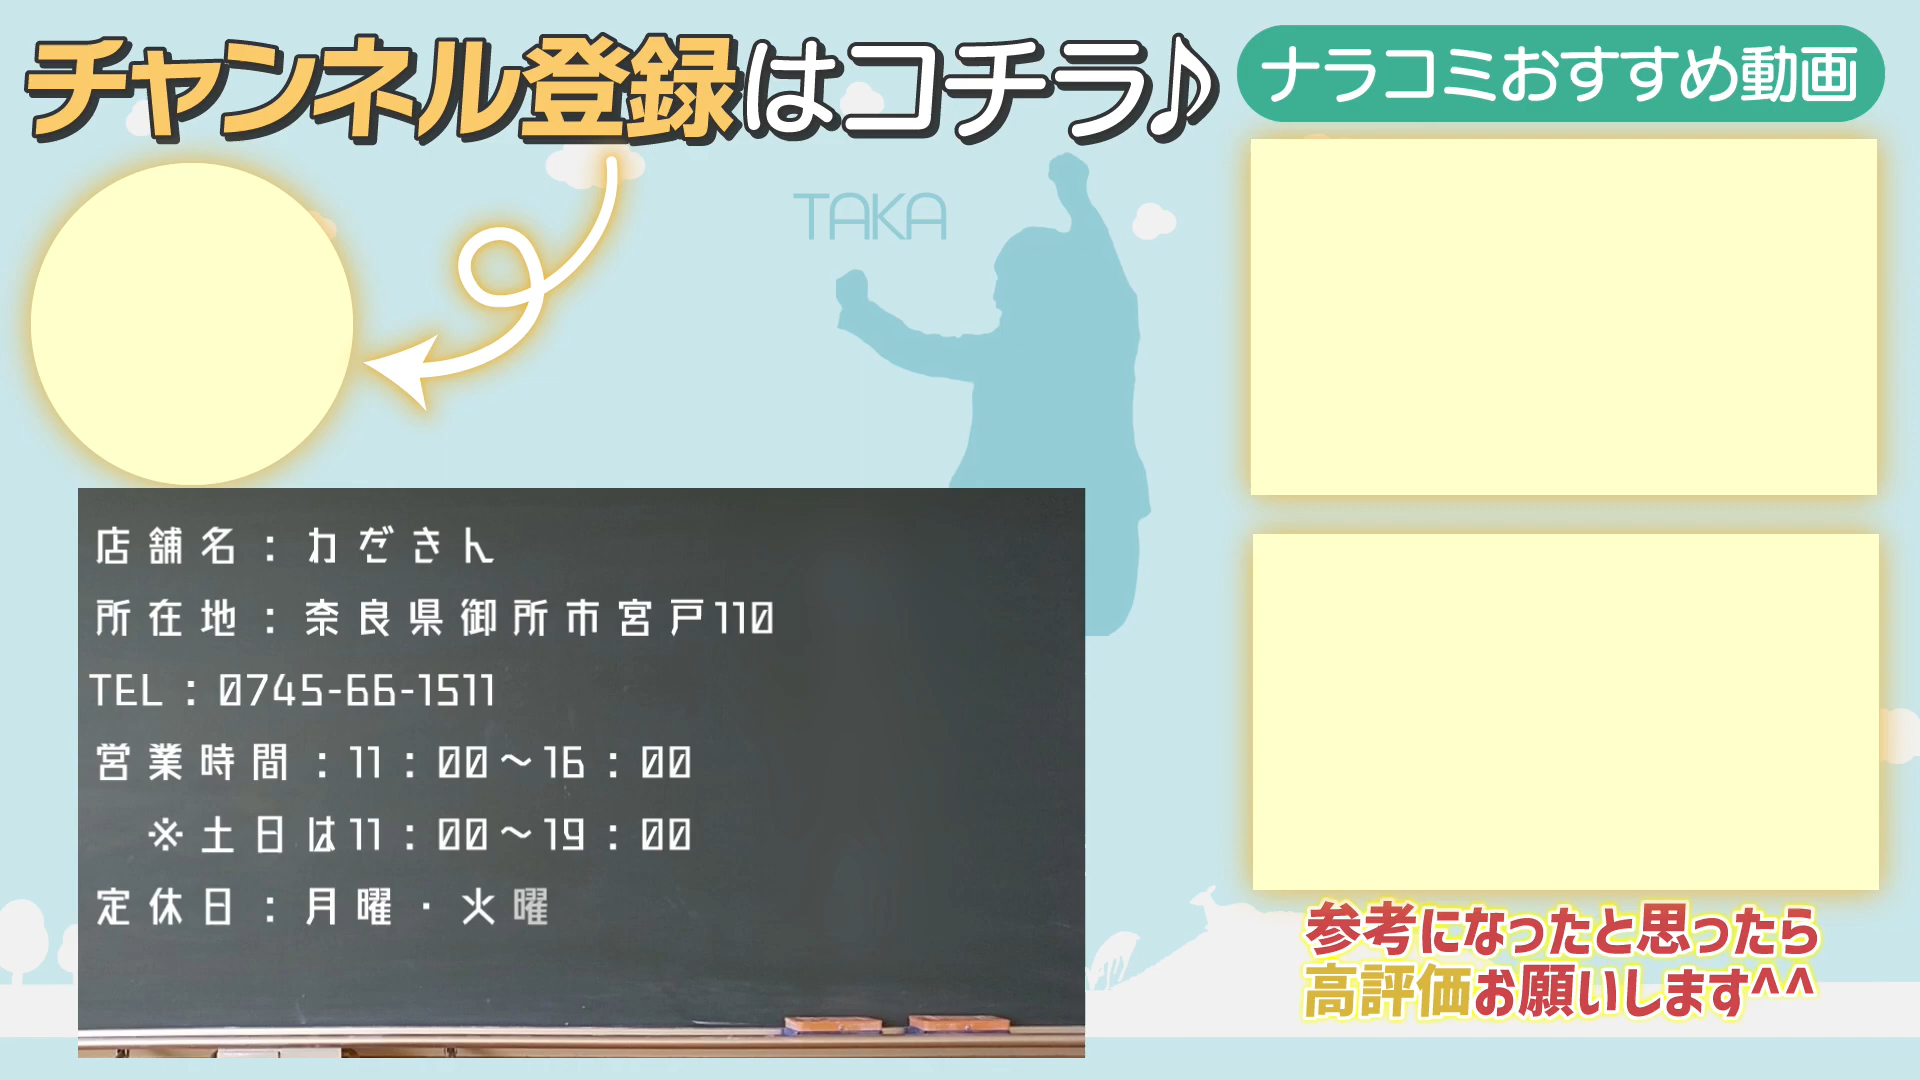 チャンネル登録はコチラ♪
ナラコミおすすめ動画
TAKA
店舗名：わだきん
所在地：奈良県御所市宮戸110
TEL：0745-66-1511
営業時間：11：00～16：00
※土日は11：00～19：00
定休日：月曜・火曜
参考になったと思ったら
高評価お願いします^^